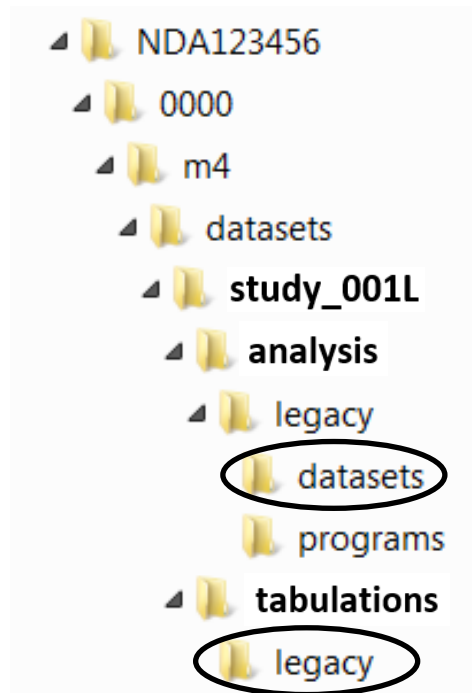 NDA123456
0000
m4
datasets
study_001L
analysis
legacy
datasets
programs
tabulations
legacy